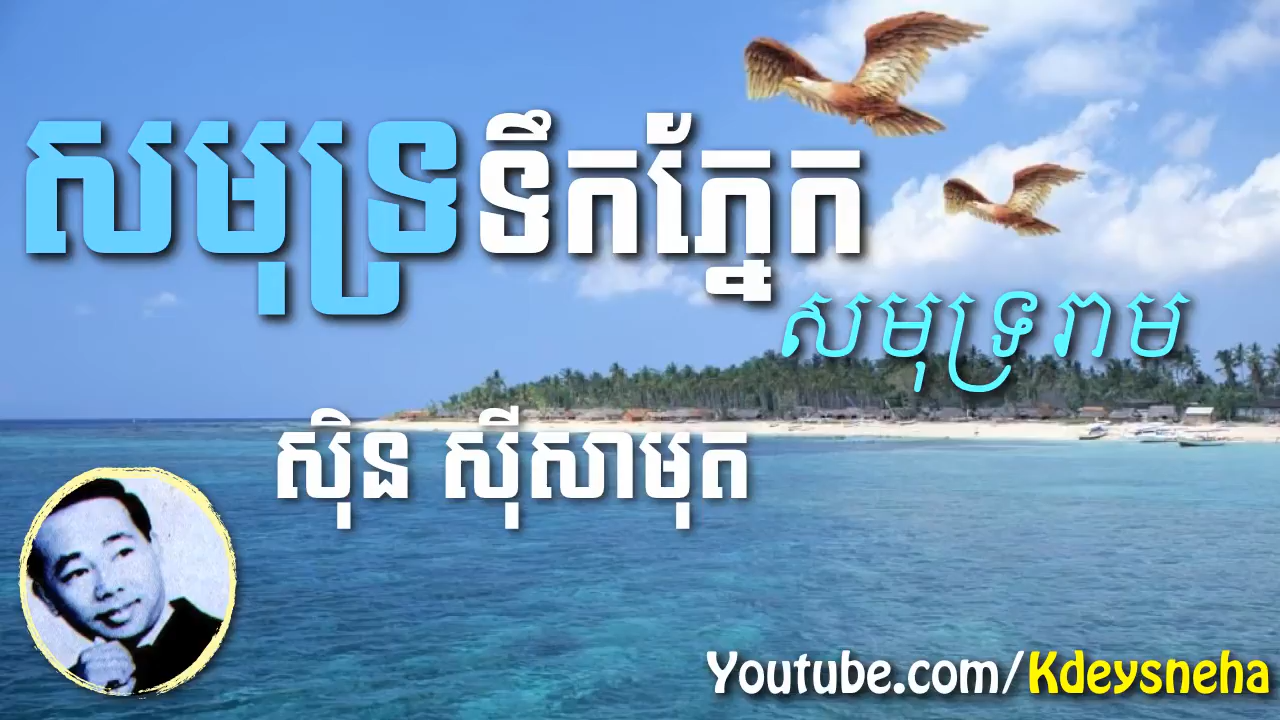 សមុទ្រទឹកភ្នែក
សមុទ្ររាម
ស៊ិន ស៊ីសាមុត
Youtube.com/Kdeysneha